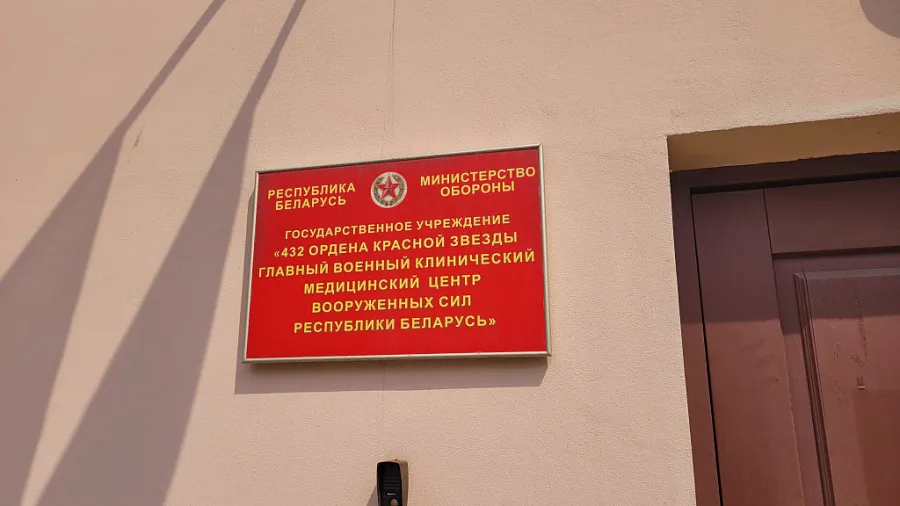 РЕСПУБЛИКА БЕЛАРУСЬ
МИНИСТЕРСТВО ОБОРОНЫ
ГОСУДАРСТВЕННОЕ УЧРЕЖДЕНИЕ
«432 ОРДЕНА КРАСНОЙ ЗВЕЗДЫ
ГЛАВНЫЙ ВОЕННЫЙ КЛИНИЧЕСКИЙ
МЕДИЦИНСКИЙ ЦЕНТР
ВООРУЖЕННЫХ СИЛ
РЕСПУБЛИКИ БЕЛАРУСЬ»